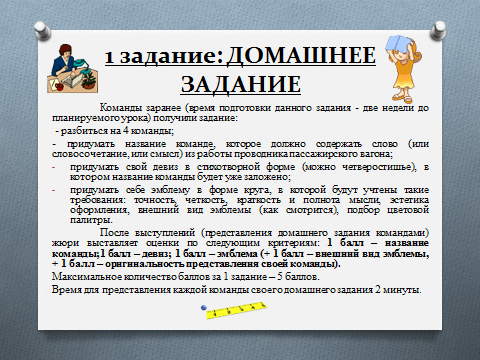 1 задание: ДОМАШНЕЕ
ЗАДАНИЕ
Команды заранее (время подготовки данного задания - две недели до
планируемого урока) получили задание:
- разбиться на 4 команды;
- придумать название команде, которое должно содержать слово (или
словосочетание, или смысл) из работы проводника пассажирского вагона;
- придумать свой девиз в стихотворной форме (можно четверостишье), в
котором название команды будет уже заложено;
- придумать себе эмблему в форме круга, в которой будут учтены такие
требования: точность, четкость, краткость и полнота мысли, эстетика
оформления, внешний вид эмблемы (как смотрится), подбор цветовой
палитры.
После выступлений (представления домашнего задания командами)
жюри выставляет оценки по следующим критериям: 1 балл – название
команды;1 балл – девиз; 1 балл – эмблема (+ 1 балл – внешний вид эмблемы,
+ 1 балл – оригинальность представления своей команды).
Максимальное количество баллов за 1 задание – 5 баллов.
Время для представления каждой команды своего домашнего задания 2 минуты.